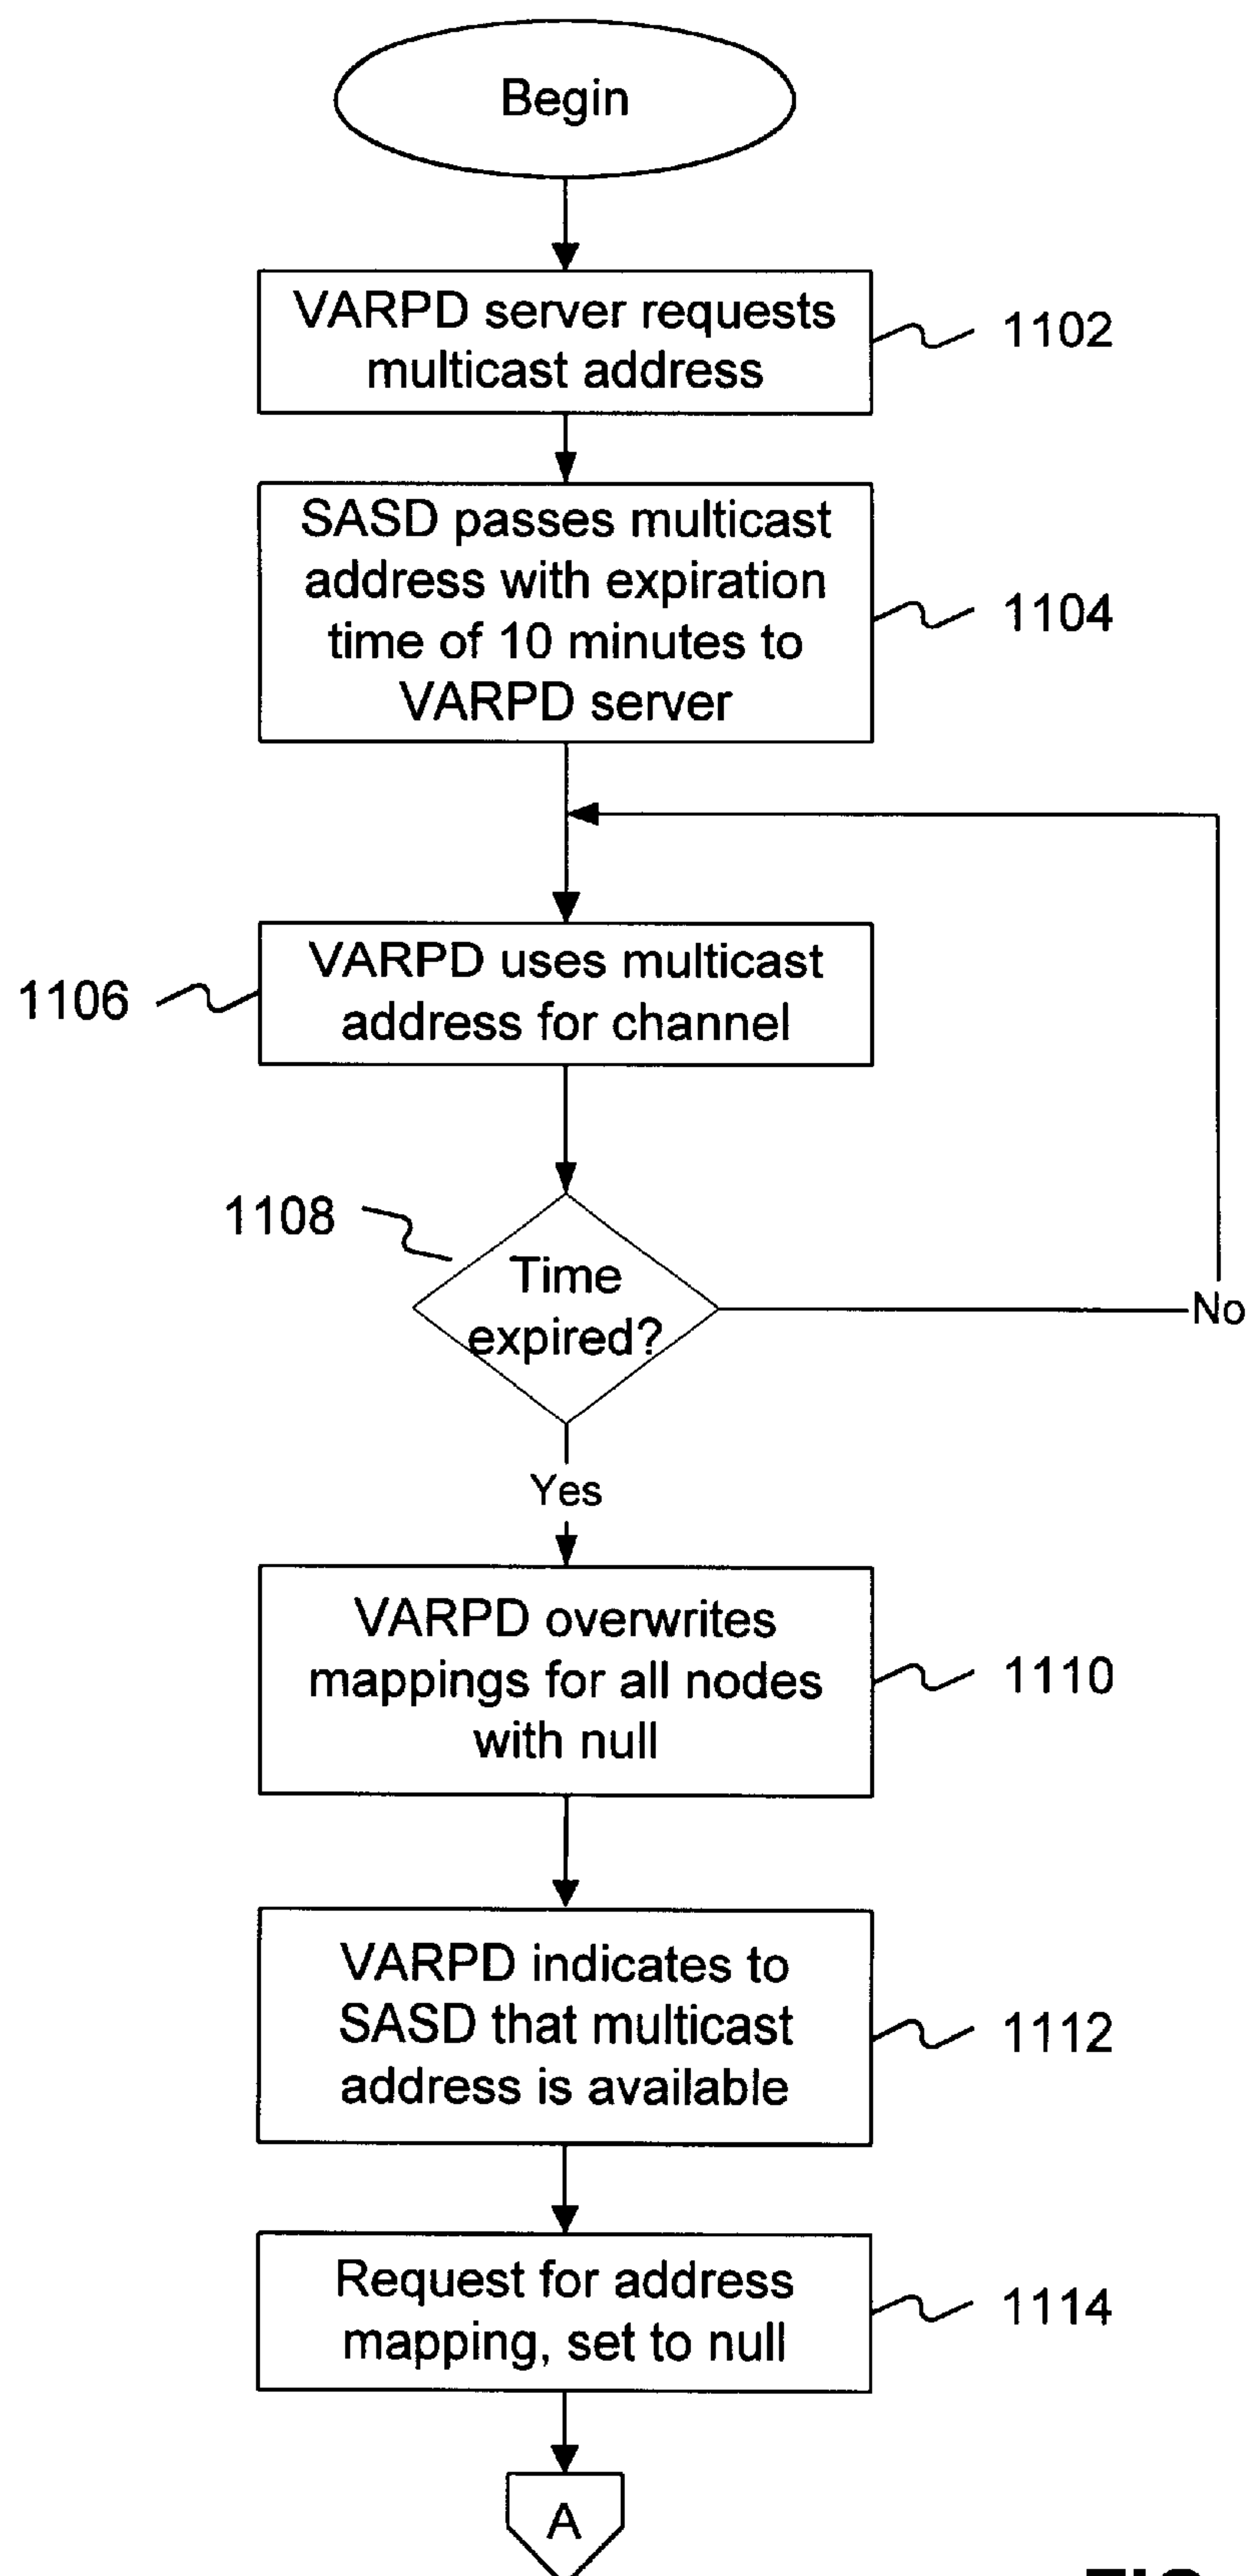 Begin
VARPD server requests
multicast address
1102
SASD passes multicast
address with expiration
time of 10 minutes to
VARPD server
1104
VARPD uses multicast
address for channel
1106
1108
Time
expired?
No
Yes
VARPD overwrites
mappings for all nodes
with null
1110
VARPD indicates to
SASD that multicast
address is available
1112
Request for address
mapping, set to null
1114
A